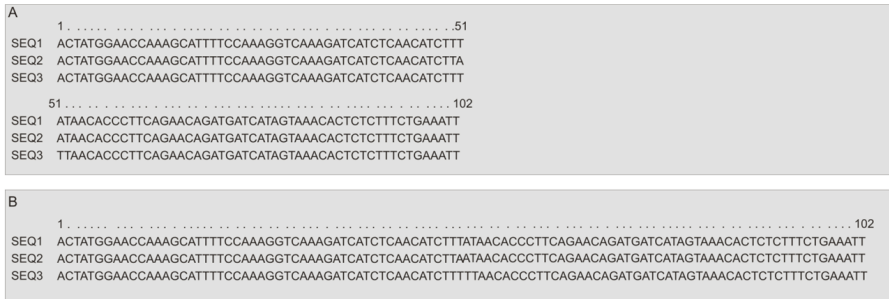 A
1 . . . . . . . . . . . . . . . . . . . . . . . . . . . . . . . . . . . . . . . . . . . . . . . . .51
SEQ1 ACTATGGAACCAAAGCATTTTCCAAAGGTCAAAGATCATCTCAACATCTTT
SEQ2 ACTATGGAACCAAAGCATTTTCCAAAGGTCAAAGATCATCTCAACATCTTA
SEQ3 ACTATGGAACCAAAGCATTTTCCAAAGGTCAAAGATCATCTCAACATCTTT
51 . . . . . . . . . . . . . . . . . . . . . . . . . . . . . . . . . . . . . . . . . . . . . . . . . 102
SEQ1 ATAACACCCTTCAGAACAGATGATCATAGTAAACACTCTCTTTCTGAAATT
SEQ2 ATAACACCCTTCAGAACAGATGATCATAGTAAACACTCTCTTTCTGAAATT
SEQ3 TTAACACCCTTCAGAACAGATGATCATAGTAAACACTCTCTTTCTGAAATT
B
1 . . . . . . . . . . . . . . . . . . . . . . . . . . . . . . . . . . . . . . . . . . . . . . . . . . . . . . . . . . . . . . . . . . . . . . . . . . . . . . . . . . . . . . . . . . . . . . . . . . 102
SEQ1 ACTATGGAACCAAAGCATTTTCCAAAGGTCAAAGATCATCTCAACATCTTTATAACACCCTTCAGAACAGATGATCATAGTAAACACTCTCTTTCTGAAATT
SEQ2 ACTATGGAACCAAAGCATTTTCCAAAGGTCAAAGATCATCTCAACATCTTAATAACACCCTTCAGAACAGATGATCATAGTAAACACTCTCTTTCTGAAATT
SEQ3 ACTATGGAACCAAAGCATTTTCCAAAGGTCAAAGATCATCTCAACATCTTTTTAACACCCTTCAGAACAGATGATCATAGTAAACACTCTCTTTCTGAAATT